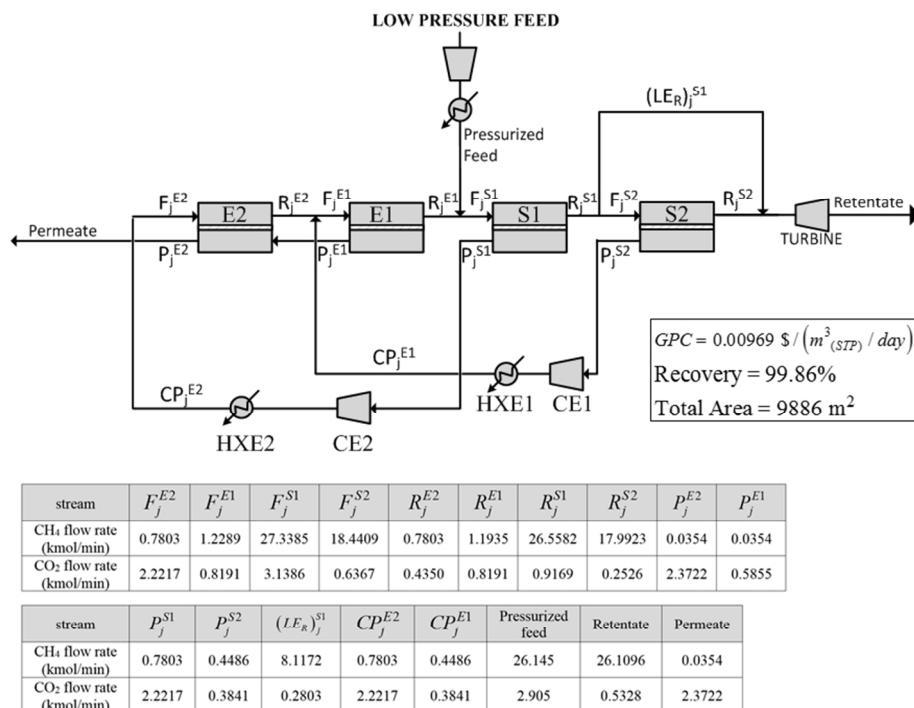 LOW PRESSURE FEED
(LE_R)_j^S1
Pressurized
Feed
F_j^E2 R_j^E2 F_j^E1 R_j^E1 F_j^S1 R_j^S1 F_j^S2 R_j^S2
E2 E1 S1 S2
Retentate
TURBINE
Permeate
P_j^E2 P_j^E1 P_j^S1 P_j^S2
CP_j^E1
HXE1 CE1
CP_j^E2
HXE2 CE2
GPC = 0.00969 $/(m^3_(STP)/day)
Recovery = 99.86%
Total Area = 9886 m^2
stream F_j^E2 F_j^E1 F_j^S1 F_j^S2 R_j^E2 R_j^E1 R_j^S1 R_j^S2 P_j^E2 P_j^E1
CH4 flow rate (kmol/min) 0.7803 1.2289 27.3385 18.4409 0.7803 1.1935 26.5582 17.9923 0.0354 0.0354
CO2 flow rate (kmol/min) 2.2217 0.8191 3.1386 0.6367 0.4350 0.8191 0.9169 0.2526 2.3722 0.5855
stream P_j^S1 P_j^S2 (LE_R)_j^S1 CP_j^E2 CP_j^E1 Pressurized feed Retentate Permeate
CH4 flow rate (kmol/min) 0.7803 0.4486 8.1172 0.7803 0.4486 26.145 26.1096 0.0354
CO2 flow rate (kmol/min) 2.2217 0.3841 0.2803 2.2217 0.3841 2.905 0.5328 2.3722